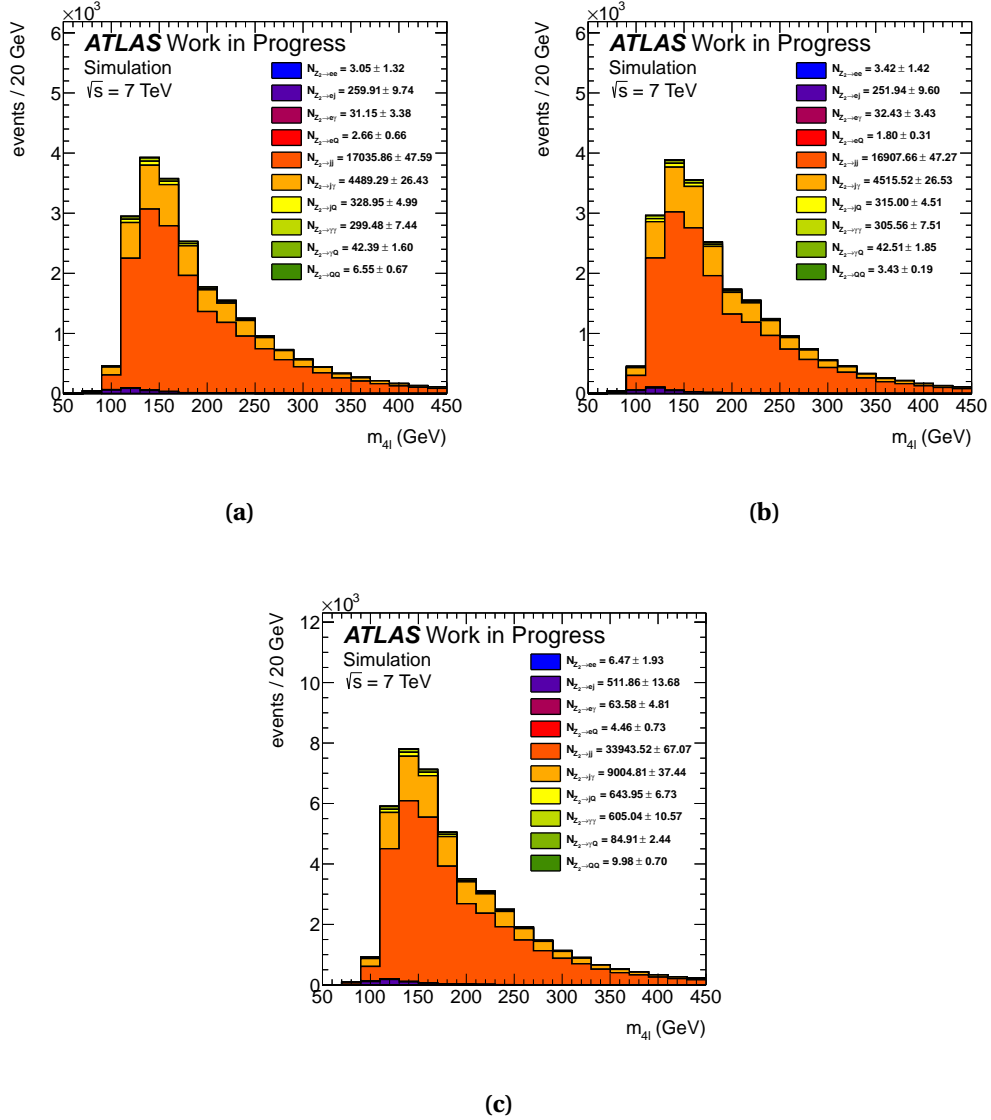 ×10³
ATLAS Work in Progress
Simulation
√s = 7 TeV
N_{Z₂→ee} = 3.05 ± 1.32
N_{Z₂→ej} = 259.91 ± 9.74
N_{Z₂→eγ} = 31.15 ± 3.38
N_{Z₂→eQ} = 2.66 ± 0.66
N_{Z₂→jj} = 17035.86 ± 47.59
N_{Z₂→jγ} = 4489.29 ± 26.43
N_{Z₂→jQ} = 328.95 ± 4.99
N_{Z₂→γγ} = 299.48 ± 7.44
N_{Z₂→γQ} = 42.39 ± 1.60
N_{Z₂→QQ} = 6.55 ± 0.67
events / 20 GeV
6
5
4
3
2
1
0
50 100 150 200 250 300 350 400 450
m_{4l} (GeV)
(a)
×10³
ATLAS Work in Progress
Simulation
√s = 7 TeV
N_{Z₂→ee} = 3.42 ± 1.42
N_{Z₂→ej} = 251.94 ± 9.60
N_{Z₂→eγ} = 32.43 ± 3.43
N_{Z₂→eQ} = 1.80 ± 0.31
N_{Z₂→jj} = 16907.66 ± 47.27
N_{Z₂→jγ} = 4515.52 ± 26.53
N_{Z₂→jQ} = 315.00 ± 4.51
N_{Z₂→γγ} = 305.56 ± 7.51
N_{Z₂→γQ} = 42.51 ± 1.85
N_{Z₂→QQ} = 3.43 ± 0.19
events / 20 GeV
6
5
4
3
2
1
0
50 100 150 200 250 300 350 400 450
m_{4l} (GeV)
(b)
×10³
ATLAS Work in Progress
Simulation
√s = 7 TeV
N_{Z₂→ee} = 6.47 ± 1.93
N_{Z₂→ej} = 511.86 ± 13.68
N_{Z₂→eγ} = 63.58 ± 4.81
N_{Z₂→eQ} = 4.46 ± 0.73
N_{Z₂→jj} = 33943.52 ± 67.07
N_{Z₂→jγ} = 9004.81 ± 37.44
N_{Z₂→jQ} = 643.95 ± 6.73
N_{Z₂→γγ} = 605.04 ± 10.57
N_{Z₂→γQ} = 84.91 ± 2.44
N_{Z₂→QQ} = 9.98 ± 0.70
events / 20 GeV
12
10
8
6
4
2
0
50 100 150 200 250 300 350 400 450
m_{4l} (GeV)
(c)